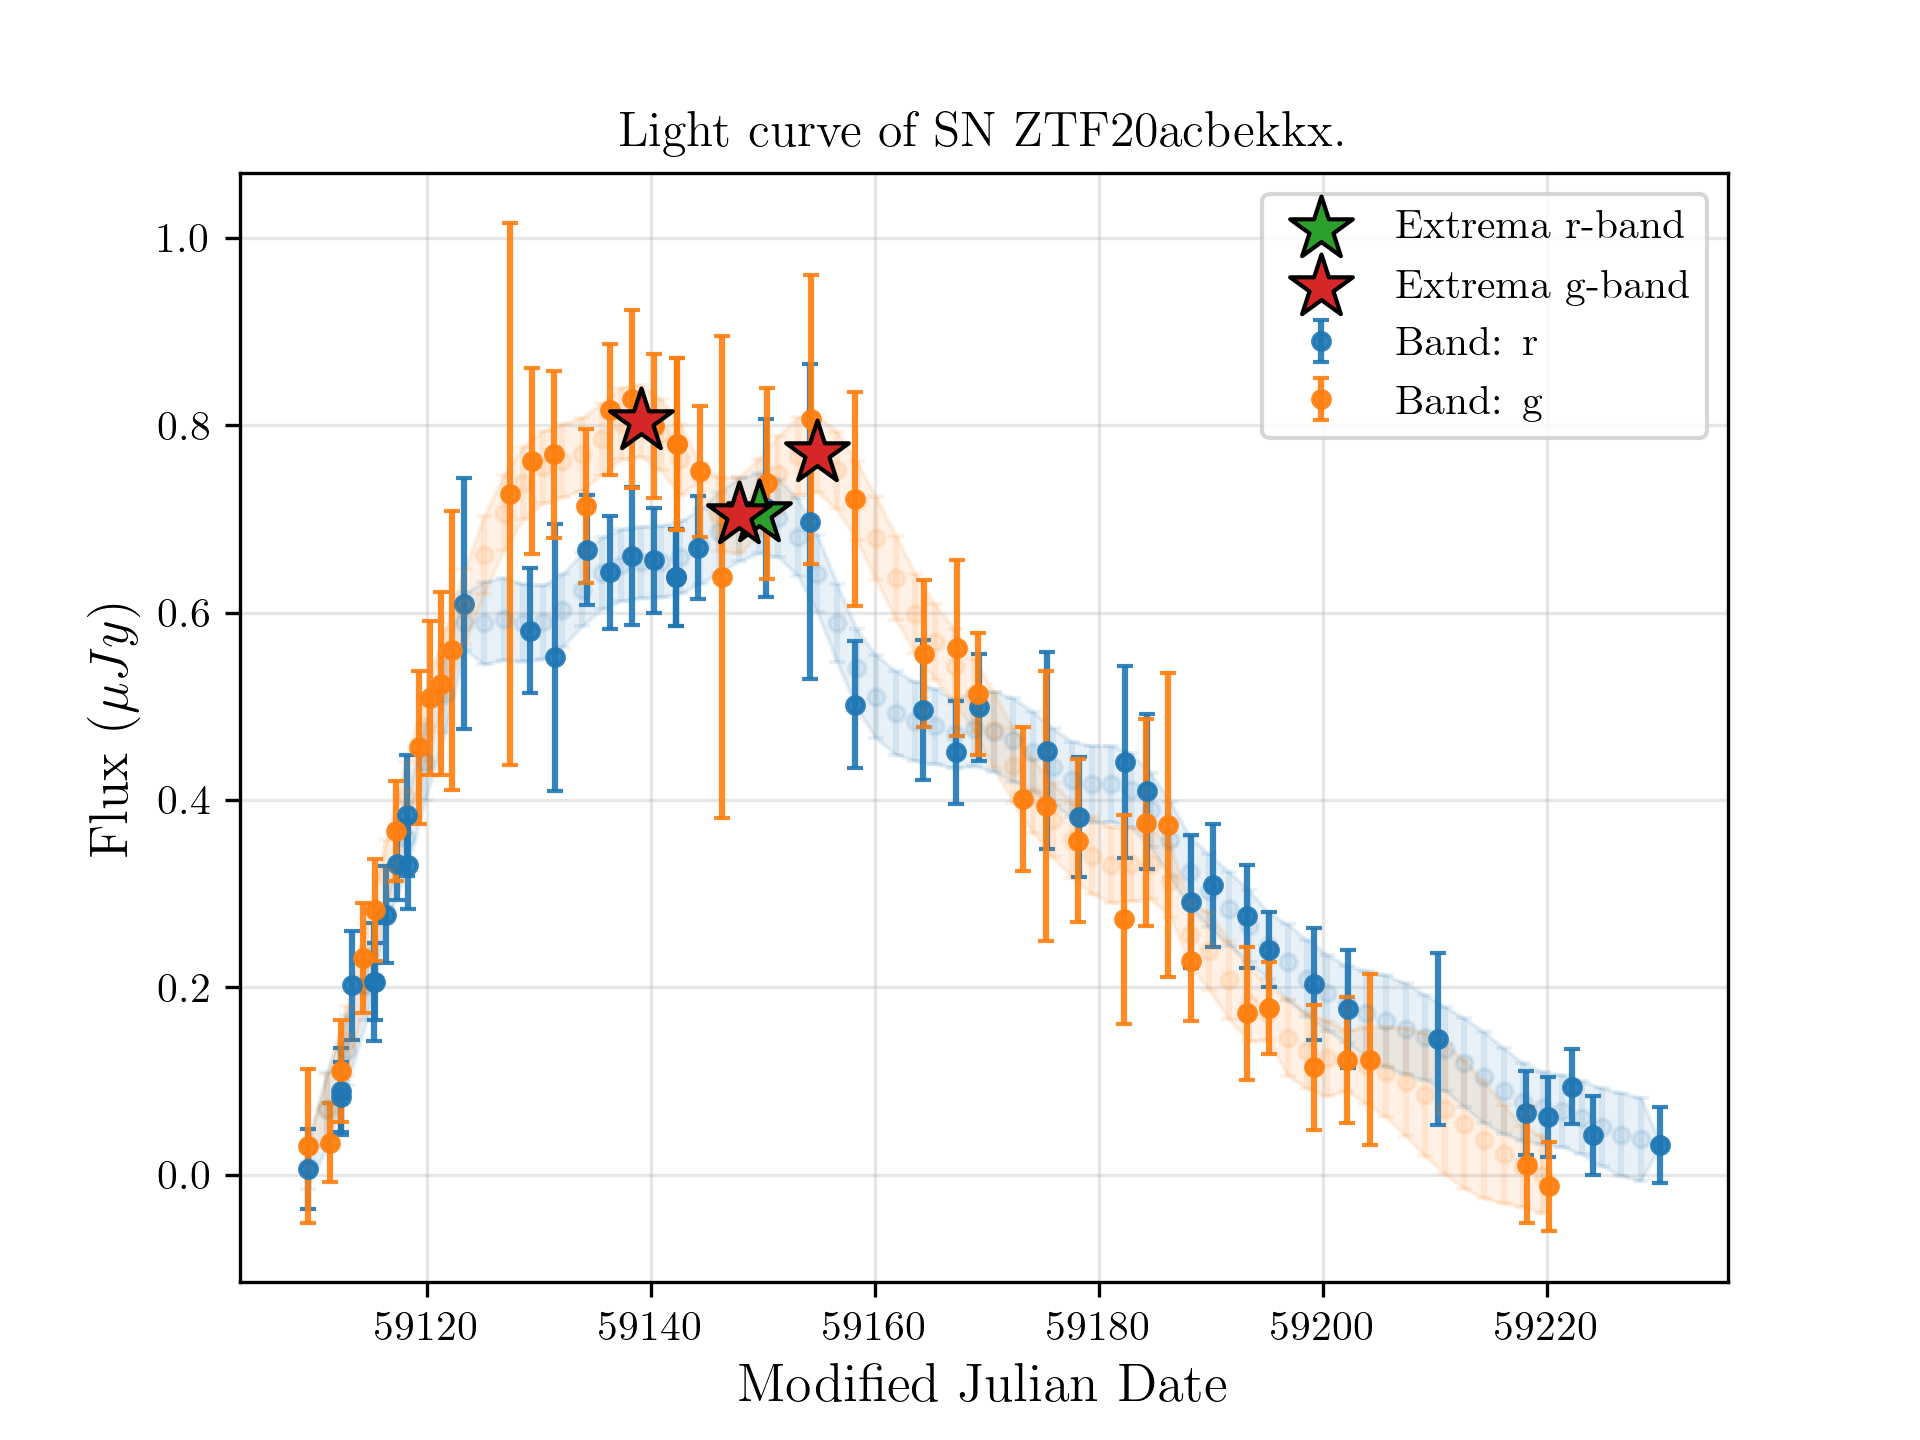 Light curve of SN ZTF20acbekkx.
Extrema r-band
Extrema g-band
Band: r
Band: g
1.0
0.8
0.6
0.4
0.2
0.0
Flux (μJy)
59120 59140 59160 59180 59200 59220
Modified Julian Date